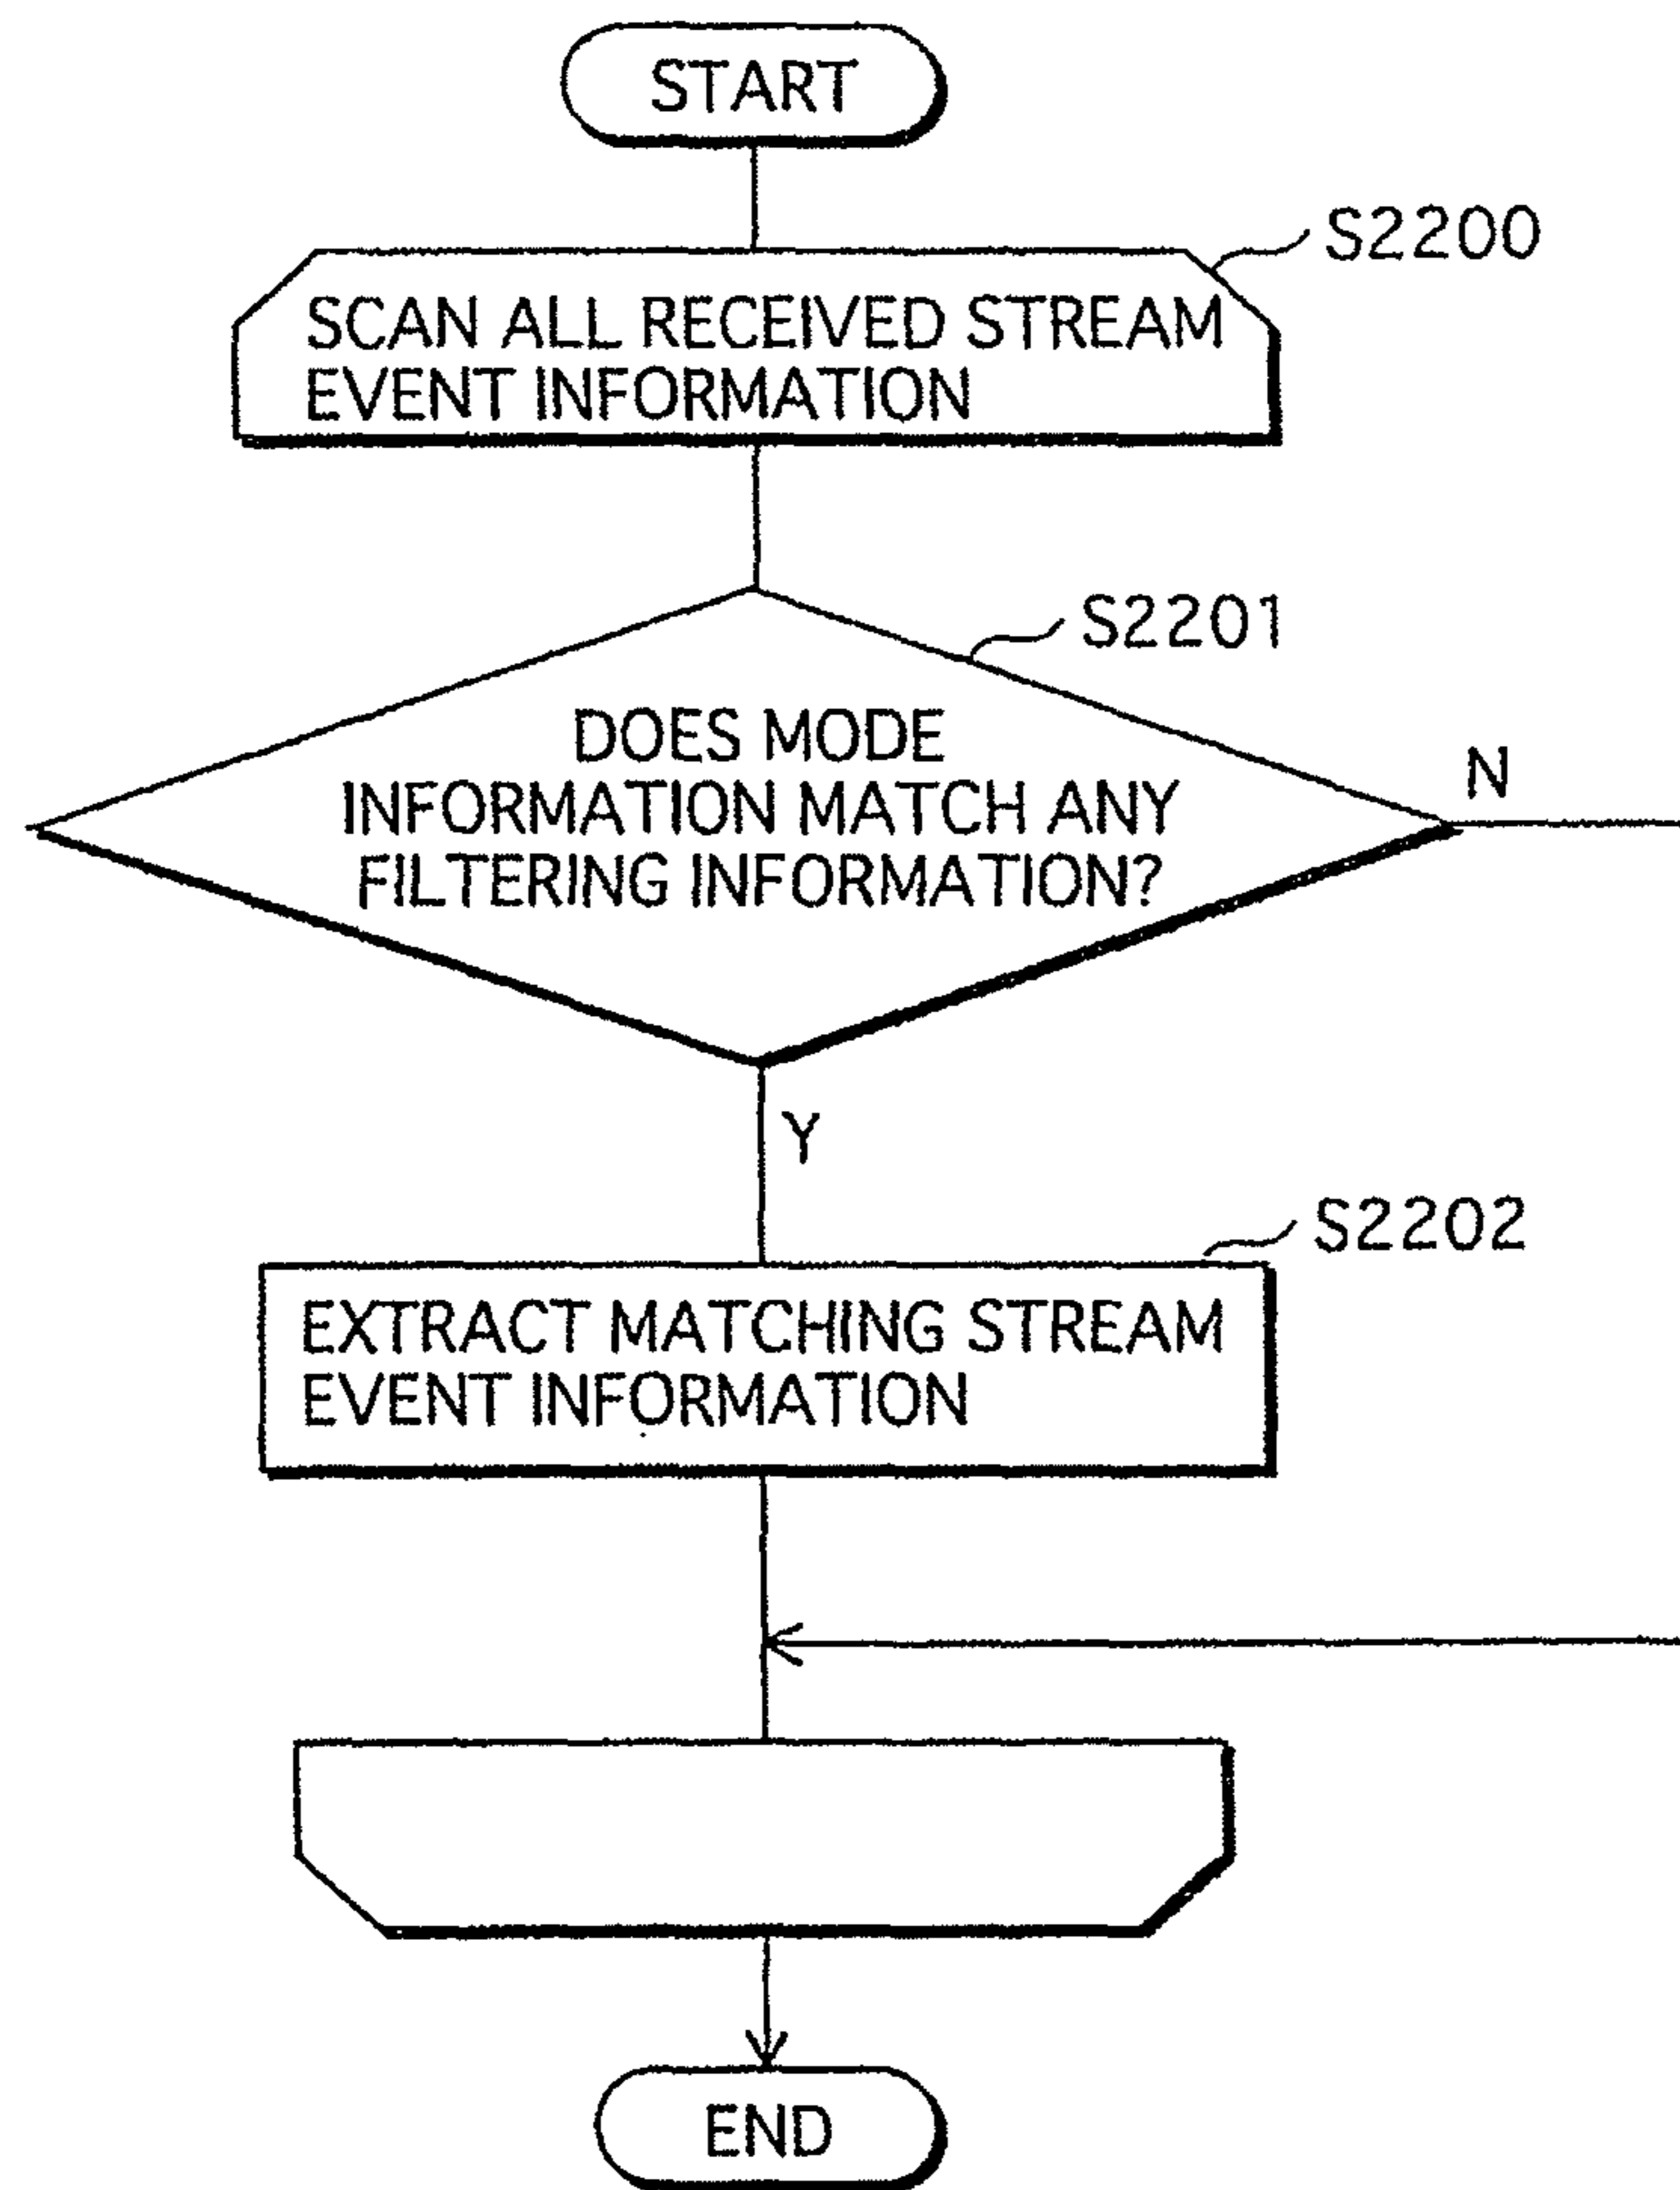 START
S2200
SCAN ALL RECEIVED STREAM
EVENT INFORMATION
S2201
DOES MODE
INFORMATION MATCH ANY
FILTERING INFORMATION?
N
Y
S2202
EXTRACT MATCHING STREAM
EVENT INFORMATION
END